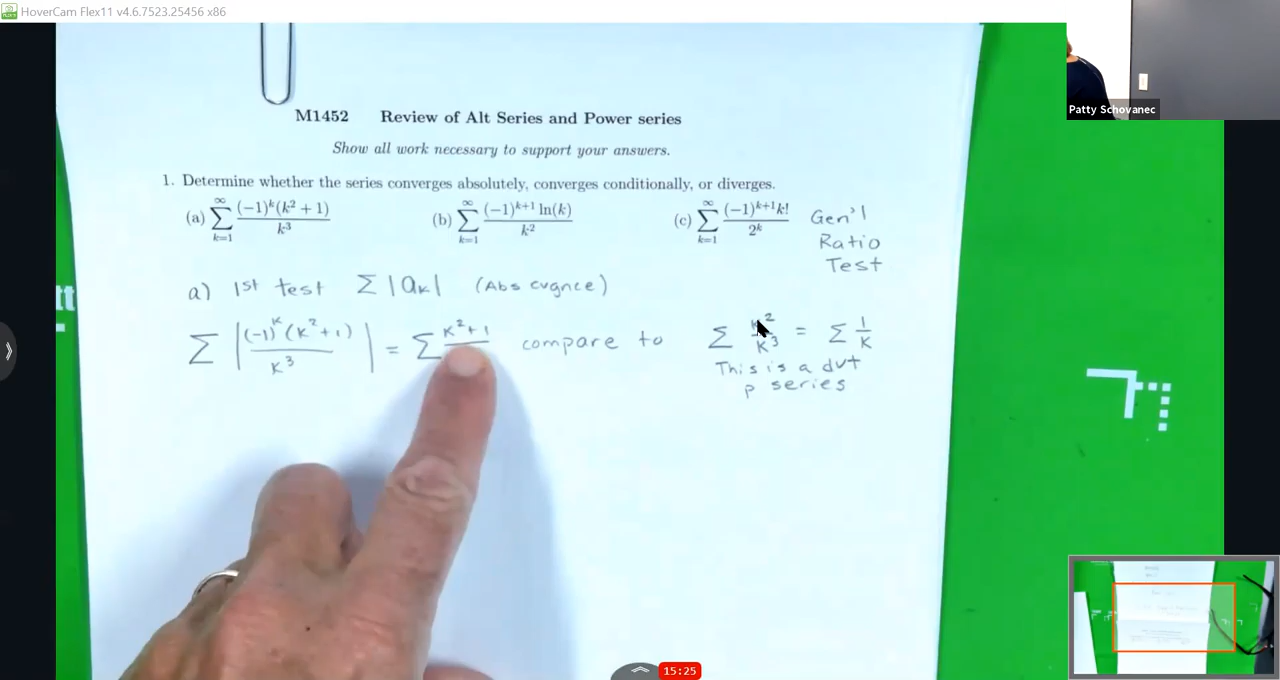 HoverCam Flex11 v4.6.7523.25456 x86
Patty Schovanec
M1452 Review of Alt Series and Power series
Show all work necessary to support your answers.
1. Determine whether the series converges absolutely, converges conditionally, or diverges.
(a) ∑_{k=1}^{∞} (-1)^k(k^2 + 1) / k^3 (b) ∑_{k=1}^{∞} (-1)^{k+1} ln(k) / k^2 (c) ∑_{k=1}^{∞} (-1)^{k+1}k! / 2^k
Gen'l
Ratio
Test
a) 1st test Σ |a_k| (Abs cvgnce)
Σ |(-1)^k (k^2+1) / k^3| = Σ k^2+1 compare to Σ k^2 / k^3 = Σ 1/k
This is a dvt
p series
15:25